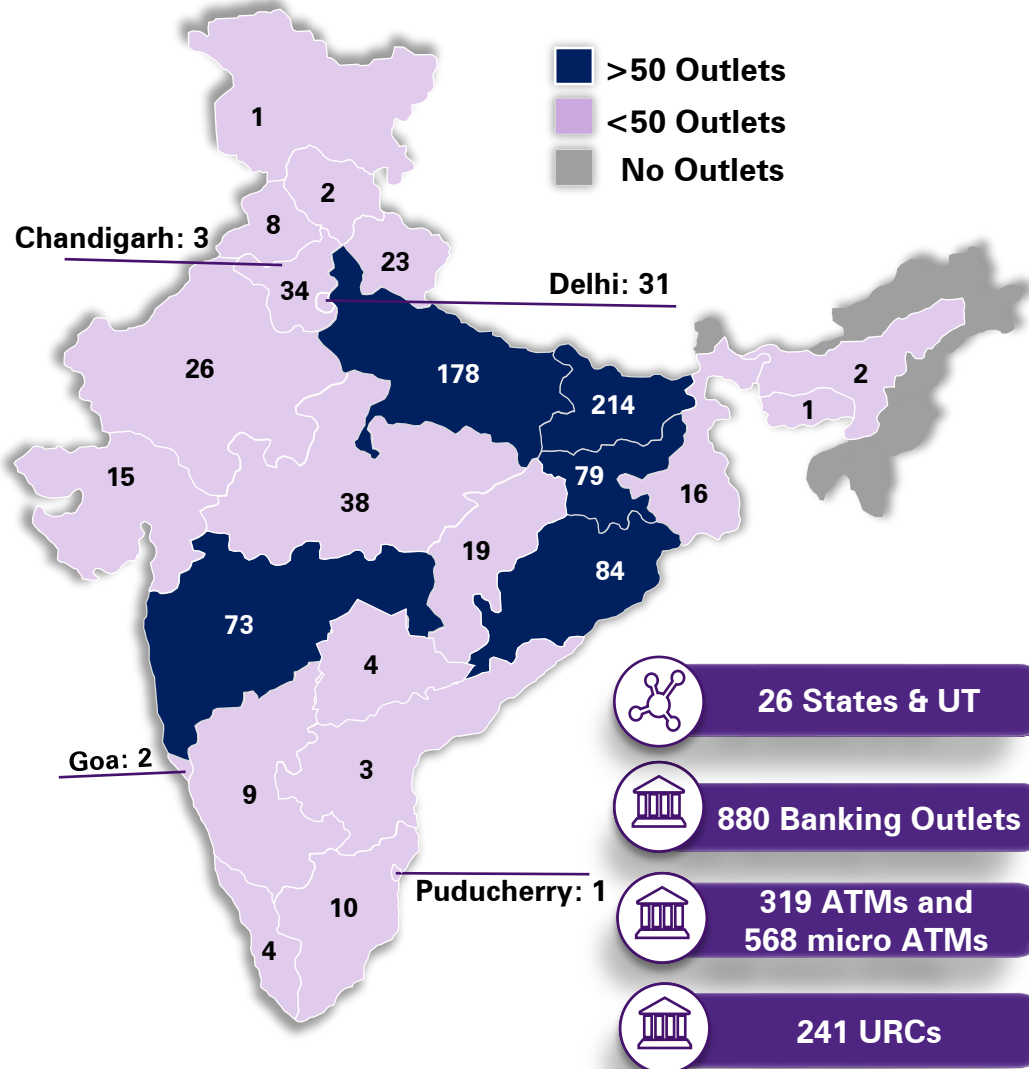 >50 Outlets
<50 Outlets
No Outlets
1
2
8
Chandigarh: 3
23
34
Delhi: 31
26
178
2
214
1
15
79
38
16
19
84
73
4
26 States & UT
Goa: 2
3
9
880 Banking Outlets
Puducherry: 1
10
319 ATMs and
568 micro ATMs
4
241 URCs